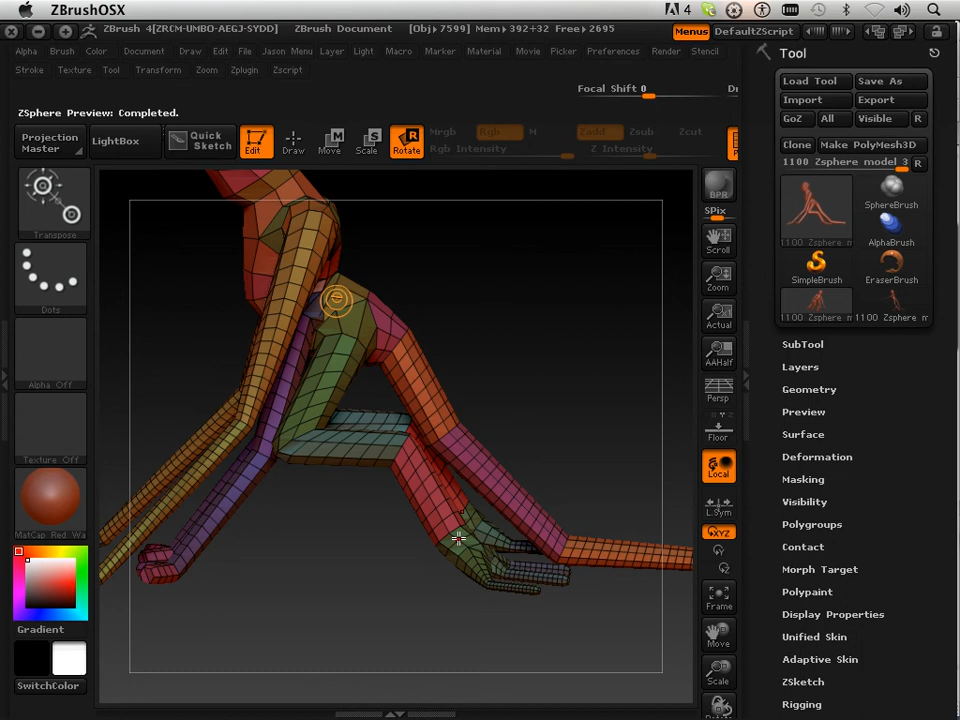 ZBrushOSX
4
ZBrush 4[ZRCM-UMBO-AEGJ-SYDD] ZBrush Document [Obj>7599] Mem>392+32 Free>2695
Menus DefaultZScript
Alpha Brush Color Document Draw Edit File Jason Menu Layer Light Macro Marker Material Movie Picker Preferences Render Stencil
Stroke Texture Tool Transform Zoom Zplugin Zscript
Focal Shift 0
ZSphere Preview: Completed.
Projection Master
LightBox
Quick Sketch
Edit
Draw
Move
Scale
Rotate
Mrgb Rgb M
Rgb Intensity
Zadd Zsub Zcut
Z Intensity
Transpose
Dots
Alpha Off
Texture Off
MatCap Red Wa
Gradient
SwitchColor
BPR
SPix
Scroll
Zoom
Actual
AAHalf
Persp
Floor
Local
L.Sym
XYZ
Frame
Move
Scale
Tool
Load Tool Save As
Import Export
GoZ All Visible R
Clone Make PolyMesh3D
1100 Zsphere model 3 R
SphereBrush
AlphaBrush
1100 Zsphere m
SimpleBrush EraserBrush
1100 Zsphere m 1100 Zsphere m
SubTool
Layers
Geometry
Preview
Surface
Deformation
Masking
Visibility
Polygroups
Contact
Morph Target
Polypaint
Display Properties
Unified Skin
Adaptive Skin
ZSketch
Rigging